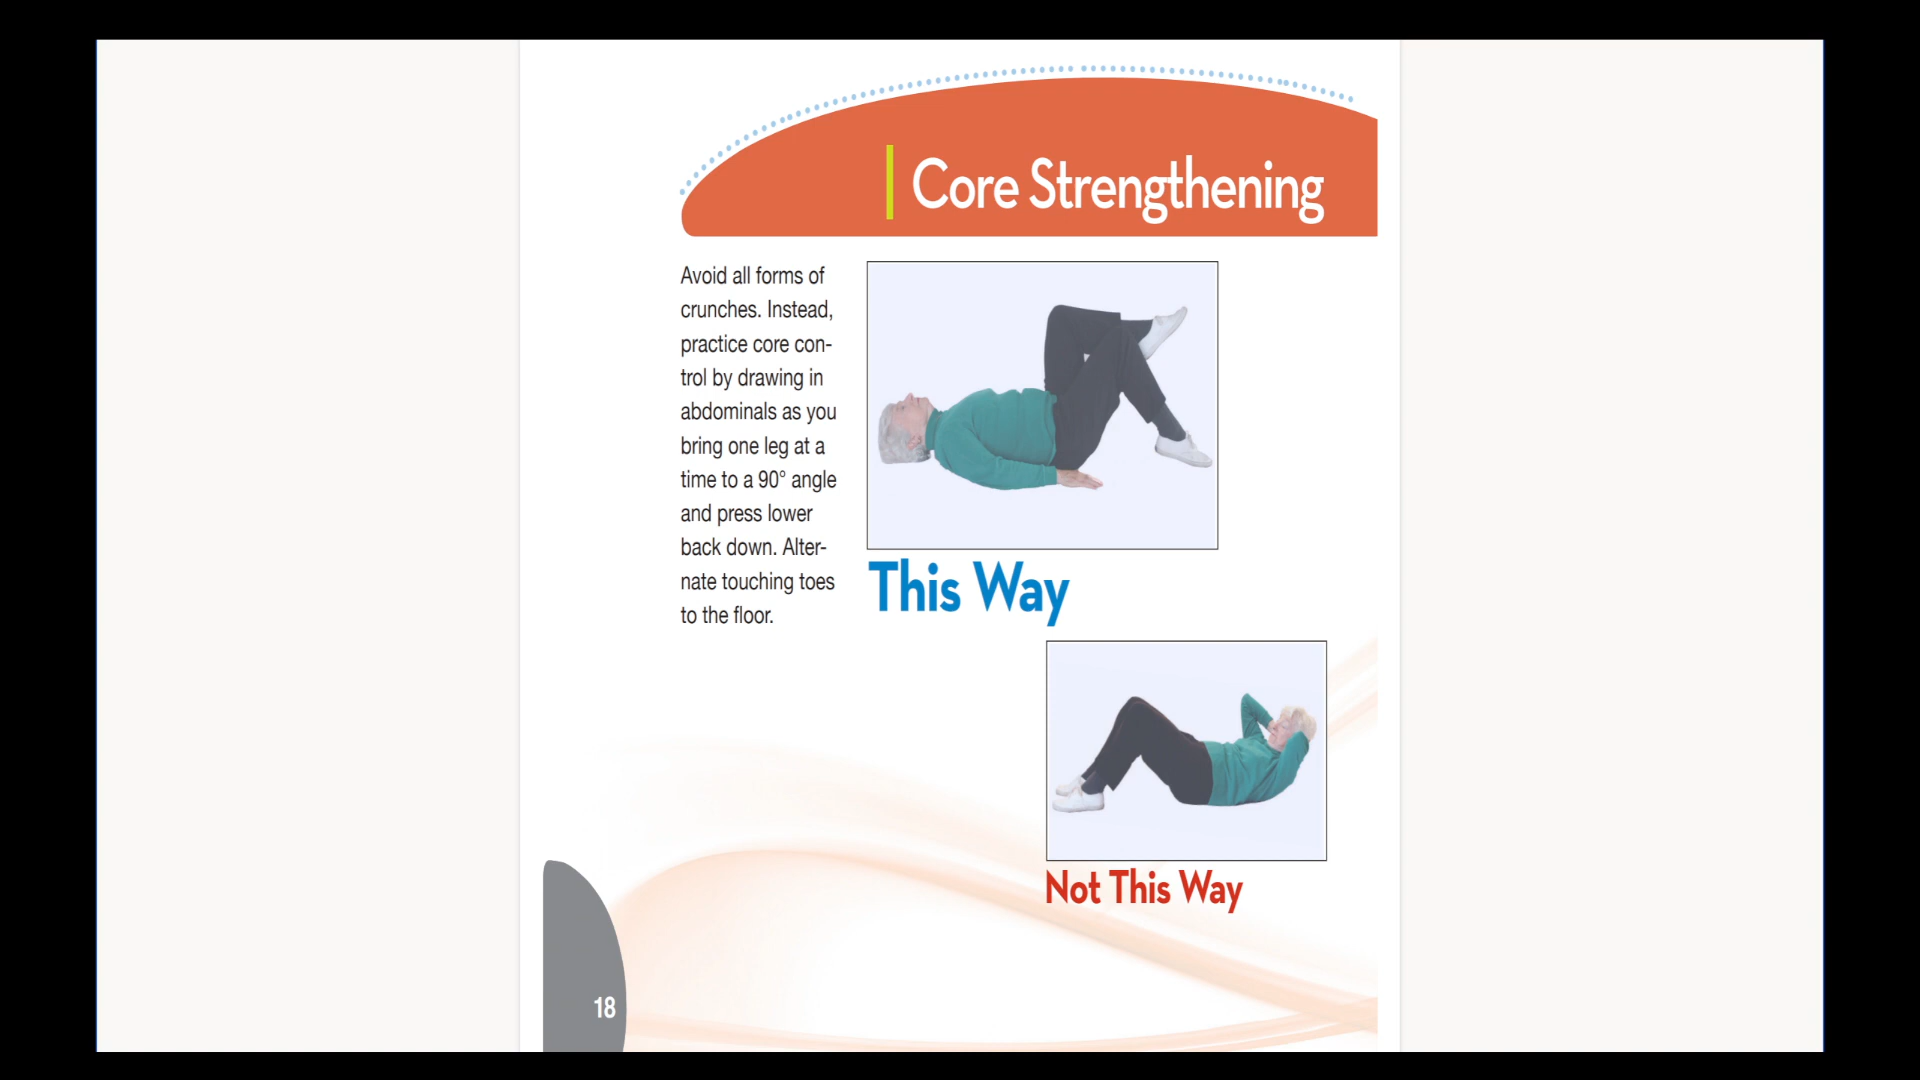 Core Strengthening
Avoid all forms of
crunches. Instead,
practice core con-
trol by drawing in
abdominals as you
bring one leg at a
time to a 90° angle
and press lower
back down. Alter-
nate touching toes
to the floor.
This Way
Not This Way
18